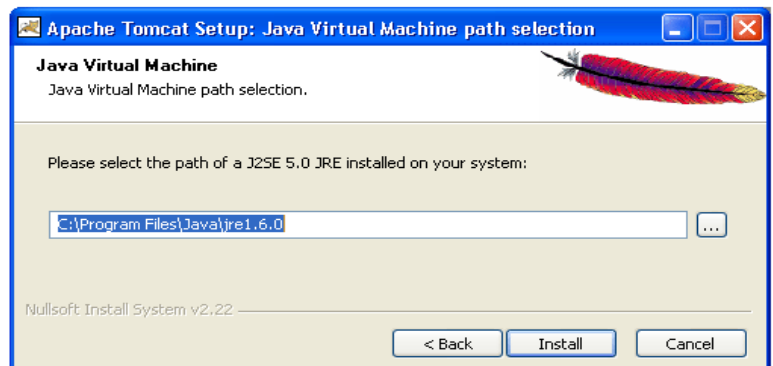 Apache Tomcat Setup: Java Virtual Machine path selection
Java Virtual Machine
Java Virtual Machine path selection.
Please select the path of a J2SE 5.0 JRE installed on your system:
C:\Program Files\Java\jre1.6.0
...
Nullsoft Install System v2.22
< Back Install Cancel